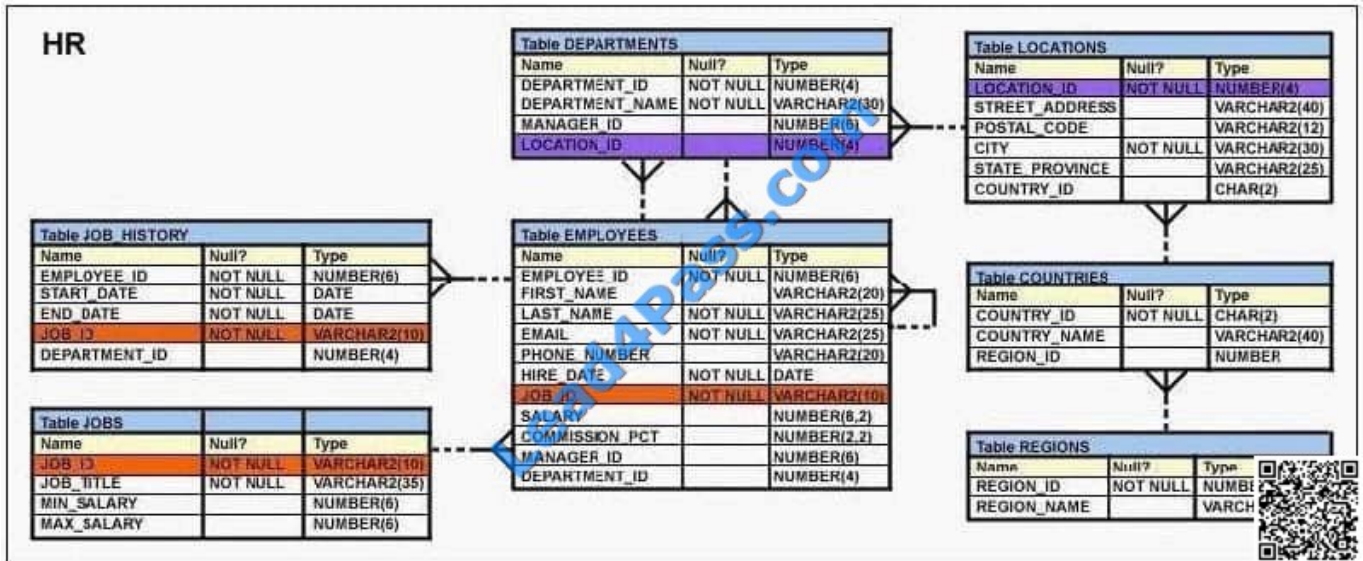 HR
Table DEPARTMENTS
Name Null? Type
DEPARTMENT_ID NOT NULL NUMBER(4)
DEPARTMENT_NAME NOT NULL VARCHAR2(30)
MANAGER_ID NUMBER(6)
LOCATION_ID NUMBER(4)
Table LOCATIONS
Name Null? Type
LOCATION_ID NOT NULL NUMBER(4)
STREET_ADDRESS VARCHAR2(40)
POSTAL_CODE VARCHAR2(12)
CITY NOT NULL VARCHAR2(30)
STATE_PROVINCE VARCHAR2(25)
COUNTRY_ID CHAR(2)
Table JOB_HISTORY
Name Null? Type
EMPLOYEE_ID NOT NULL NUMBER(6)
START_DATE NOT NULL DATE
END_DATE NOT NULL DATE
JOB_ID NOT NULL VARCHAR2(10)
DEPARTMENT_ID NUMBER(4)
Table EMPLOYEES
Name Null? Type
EMPLOYEE_ID NOT NULL NUMBER(6)
FIRST_NAME VARCHAR2(20)
LAST_NAME NOT NULL VARCHAR2(25)
EMAIL NOT NULL VARCHAR2(25)
PHONE_NUMBER VARCHAR2(20)
HIRE_DATE NOT NULL DATE
JOB_ID NOT NULL VARCHAR2(10)
SALARY NUMBER(8,2)
COMMISSION_PCT NUMBER(2,2)
MANAGER_ID NUMBER(6)
DEPARTMENT_ID NUMBER(4)
Table COUNTRIES
Name Null? Type
COUNTRY_ID NOT NULL CHAR(2)
COUNTRY_NAME VARCHAR2(40)
REGION_ID NUMBER
Table JOBS
Name Null? Type
JOB_ID NOT NULL VARCHAR2(10)
JOB_TITLE NOT NULL VARCHAR2(35)
MIN_SALARY NUMBER(6)
MAX_SALARY NUMBER(6)
Table REGIONS
Name Null? Type
REGION_ID NOT NULL NUMBE
REGION_NAME VARCH
Lead4Pass.com